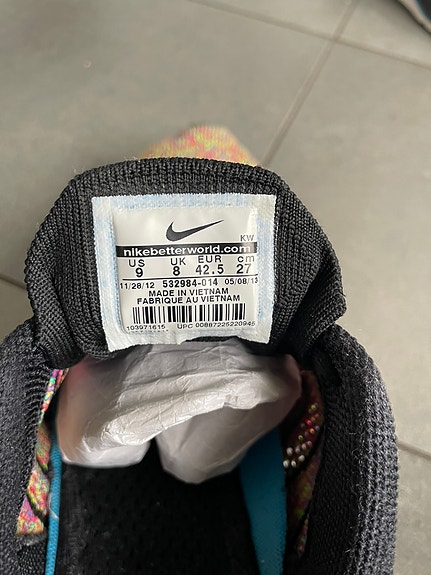 KW
nikebetterworld.com
US UK EUR cm
9 8 42.5 27
11/28/12 532984-014 05/08/13
MADE IN VIETNAM
FABRIQUE AU VIETNAM
103971615 UPC 00887225220945